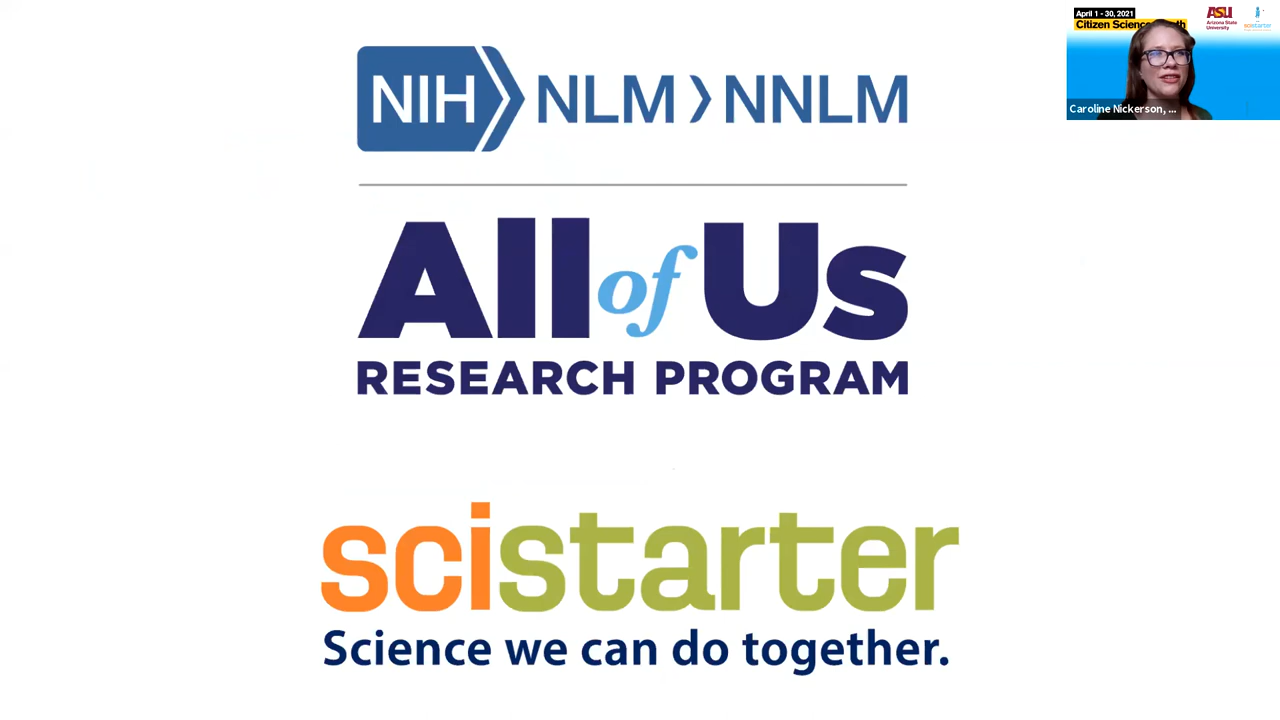 NIH NLM NNLM
All of Us
RESEARCH PROGRAM
scistarter
Science we can do together.
April 1 - 30, 2021
Citizen Science
ASU
Arizona State
University
scistarter
Caroline Nickerson, ...